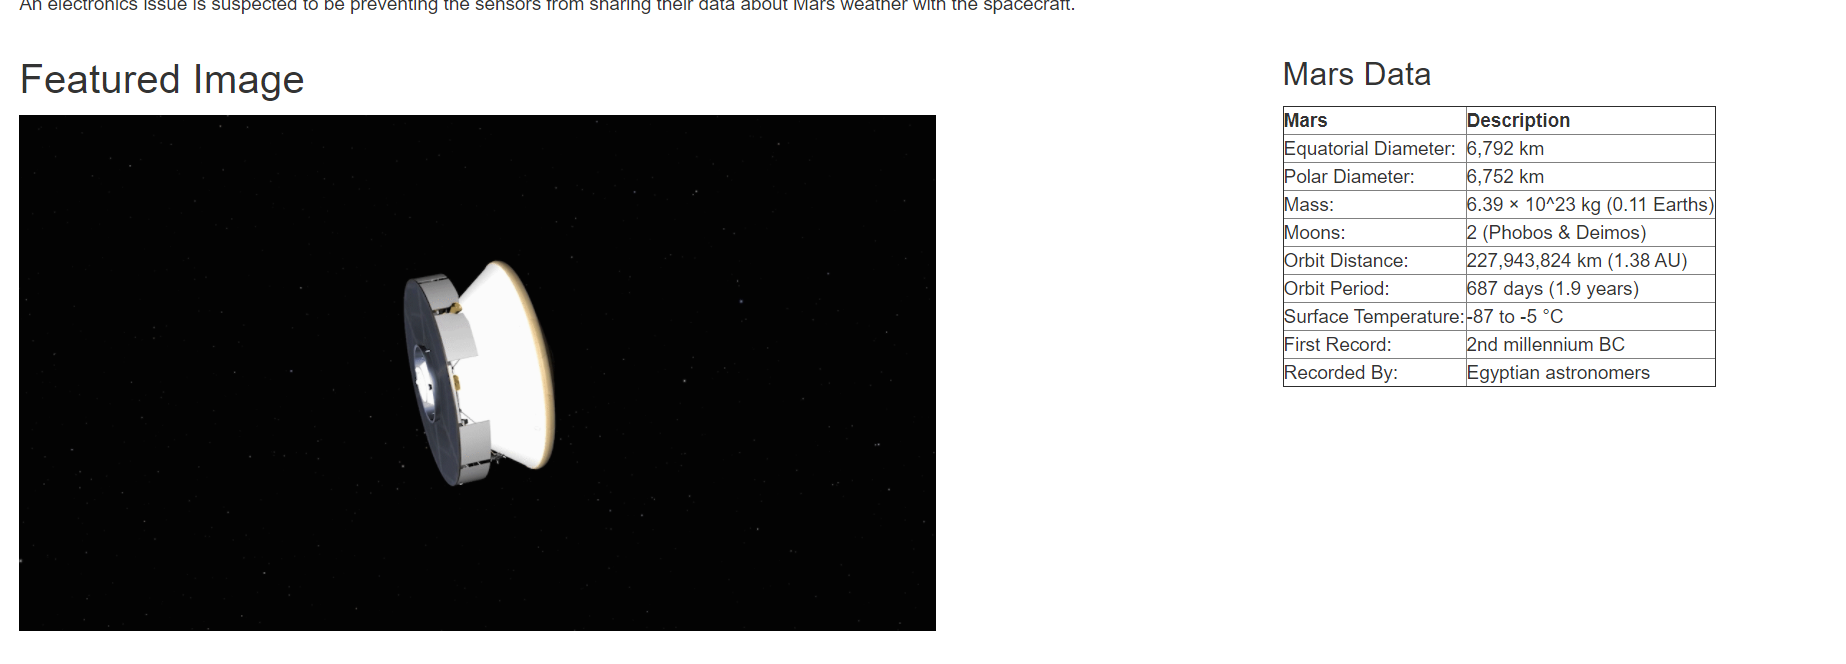 An electronics issue is suspected to be preventing the sensors from sharing their data about Mars weather with the spacecraft.
Featured Image
Mars Data
Mars Description
Equatorial Diameter: 6,792 km
Polar Diameter: 6,752 km
Mass: 6.39 × 10^23 kg (0.11 Earths)
Moons: 2 (Phobos & Deimos)
Orbit Distance: 227,943,824 km (1.38 AU)
Orbit Period: 687 days (1.9 years)
Surface Temperature: -87 to -5 °C
First Record: 2nd millennium BC
Recorded By: Egyptian astronomers